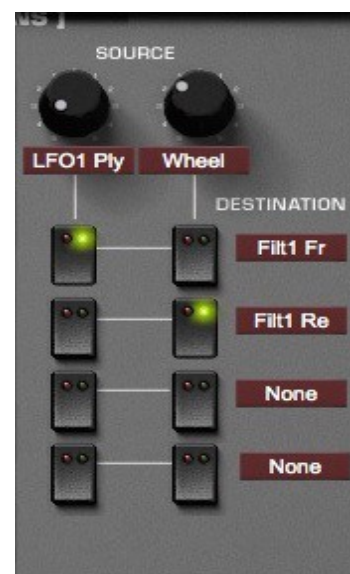 NS ]
SOURCE
LFO1 Ply Wheel
DESTINATION
Filt1 Fr
Filt1 Re
None
None